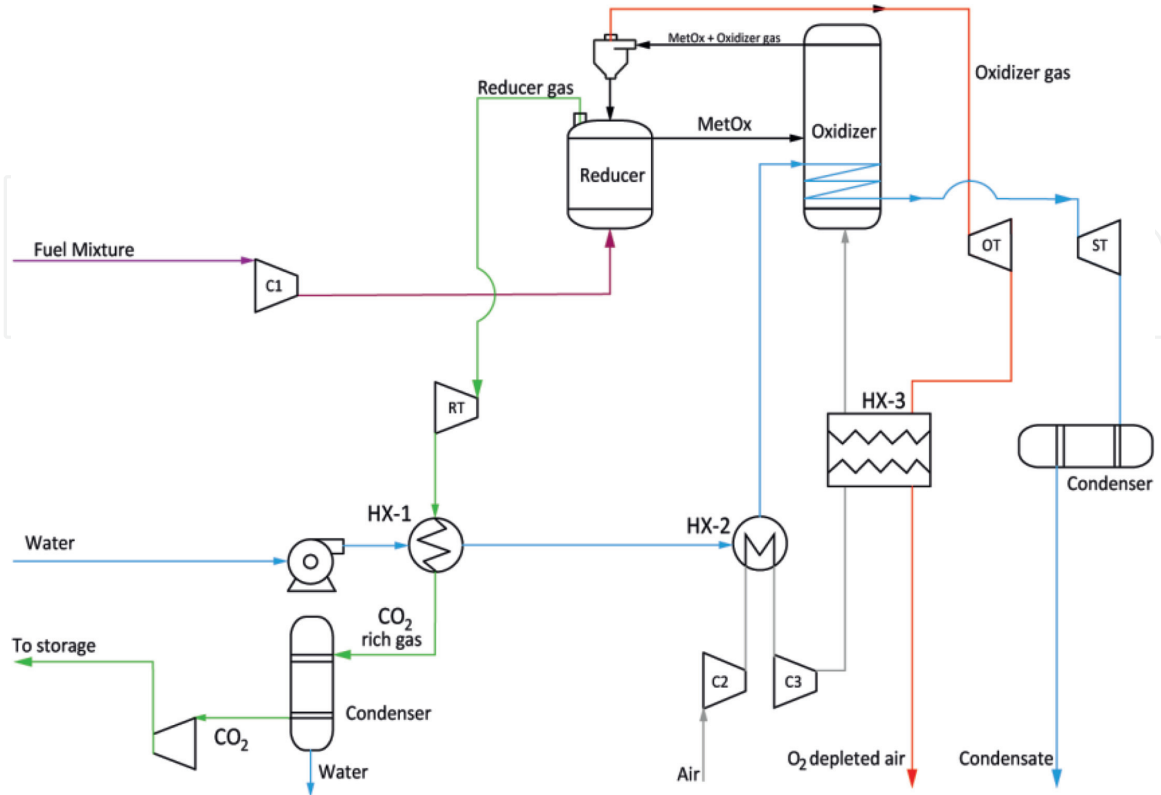 MetOx + Oxidizer gas
Oxidizer gas
Reducer gas
MetOx
Oxidizer
Reducer
Fuel Mixture
C1
OT
ST
RT
HX-3
HX-1
HX-2
Condenser
Water
CO2
rich gas
To storage
C2
C3
Condenser
CO2
Water
Air
O2 depleted air
Condensate